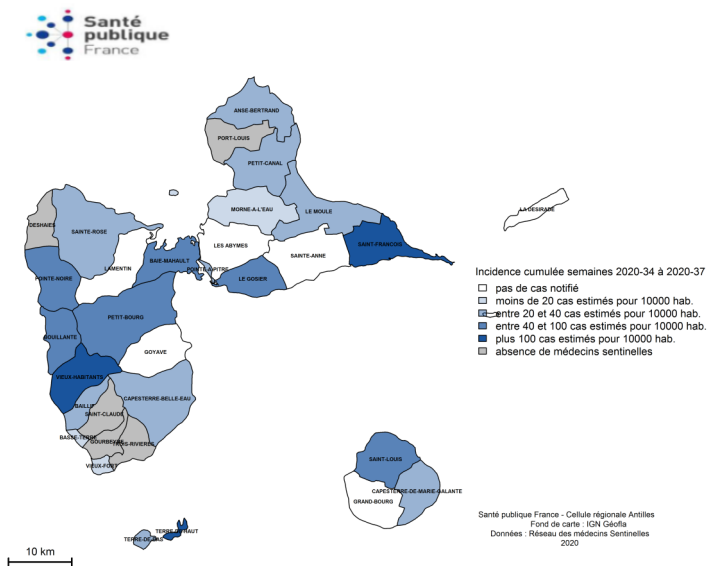 Santé
publique
France
ANSE-BERTRAND
PORT-LOUIS
PETIT-CANAL
LA DESIRADE
MORNE-A-L'EAU
LE MOULE
DESHAIES
SAINTE-ROSE
LES ABYMES
SAINT-FRANCOIS
SAINTE-ANNE
BAIE-MAHAULT
LAMENTIN
POINTE-A-PITRE
POINTE-NOIRE
LE GOSIER
Incidence cumulée semaines 2020-34 à 2020-37
pas de cas notifié
moins de 20 cas estimés pour 10000 hab.
entre 20 et 40 cas estimés pour 10000 hab.
entre 40 et 100 cas estimés pour 10000 hab.
plus 100 cas estimés pour 10000 hab.
absence de médecins sentinelles
PETIT-BOURG
BOUILLANTE
GOYAVE
VIEUX-HABITANTS
CAPESTERRE-BELLE-EAU
BAILLIF
SAINT-CLAUDE
BASSE-TERRE
GOURBEYRE
TROIS-RIVIERES
VIEUX-FORT
SAINT-LOUIS
CAPESTERRE-DE-MARIE-GALANTE
GRAND-BOURG
TERRE-DE-HAUT
TERRE-DE-BAS
Santé publique France - Cellule régionale Antilles
Fond de carte : IGN Géofla
Données : Réseau des médecins Sentinelles
2020
10 km